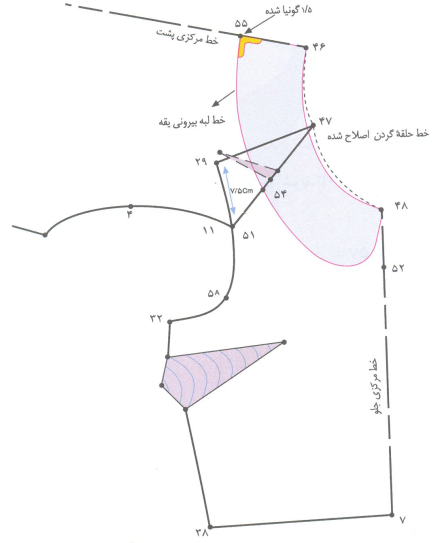 ۱/۵ گونیا شده
۵۵
خط مرکزی پشت
۴۶
خط لبه بیرونی یقه
۴۷
خط حلقهٔ گردن اصلاح شده
۲۹
۵۴
۷/۵Cm
۴۸
۴
۱۱
۵۱
۵۲
۵۸
۳۲
خط مرکزی جلو
۷
۳۸